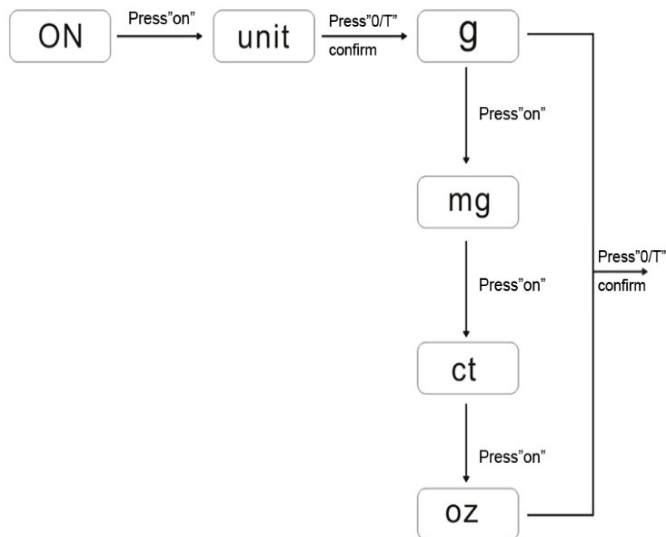 ON
Press"on"
unit
Press"0/T"
confirm
g
Press"on"
mg
Press"on"
ct
Press"on"
oz
Press"0/T"
confirm